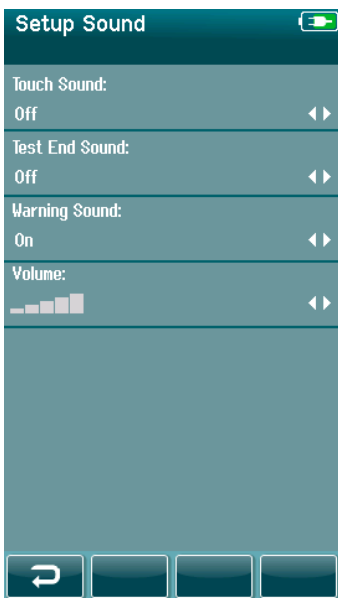 Setup Sound
Touch Sound:
Off
Test End Sound:
Off
Warning Sound:
On
Volume: